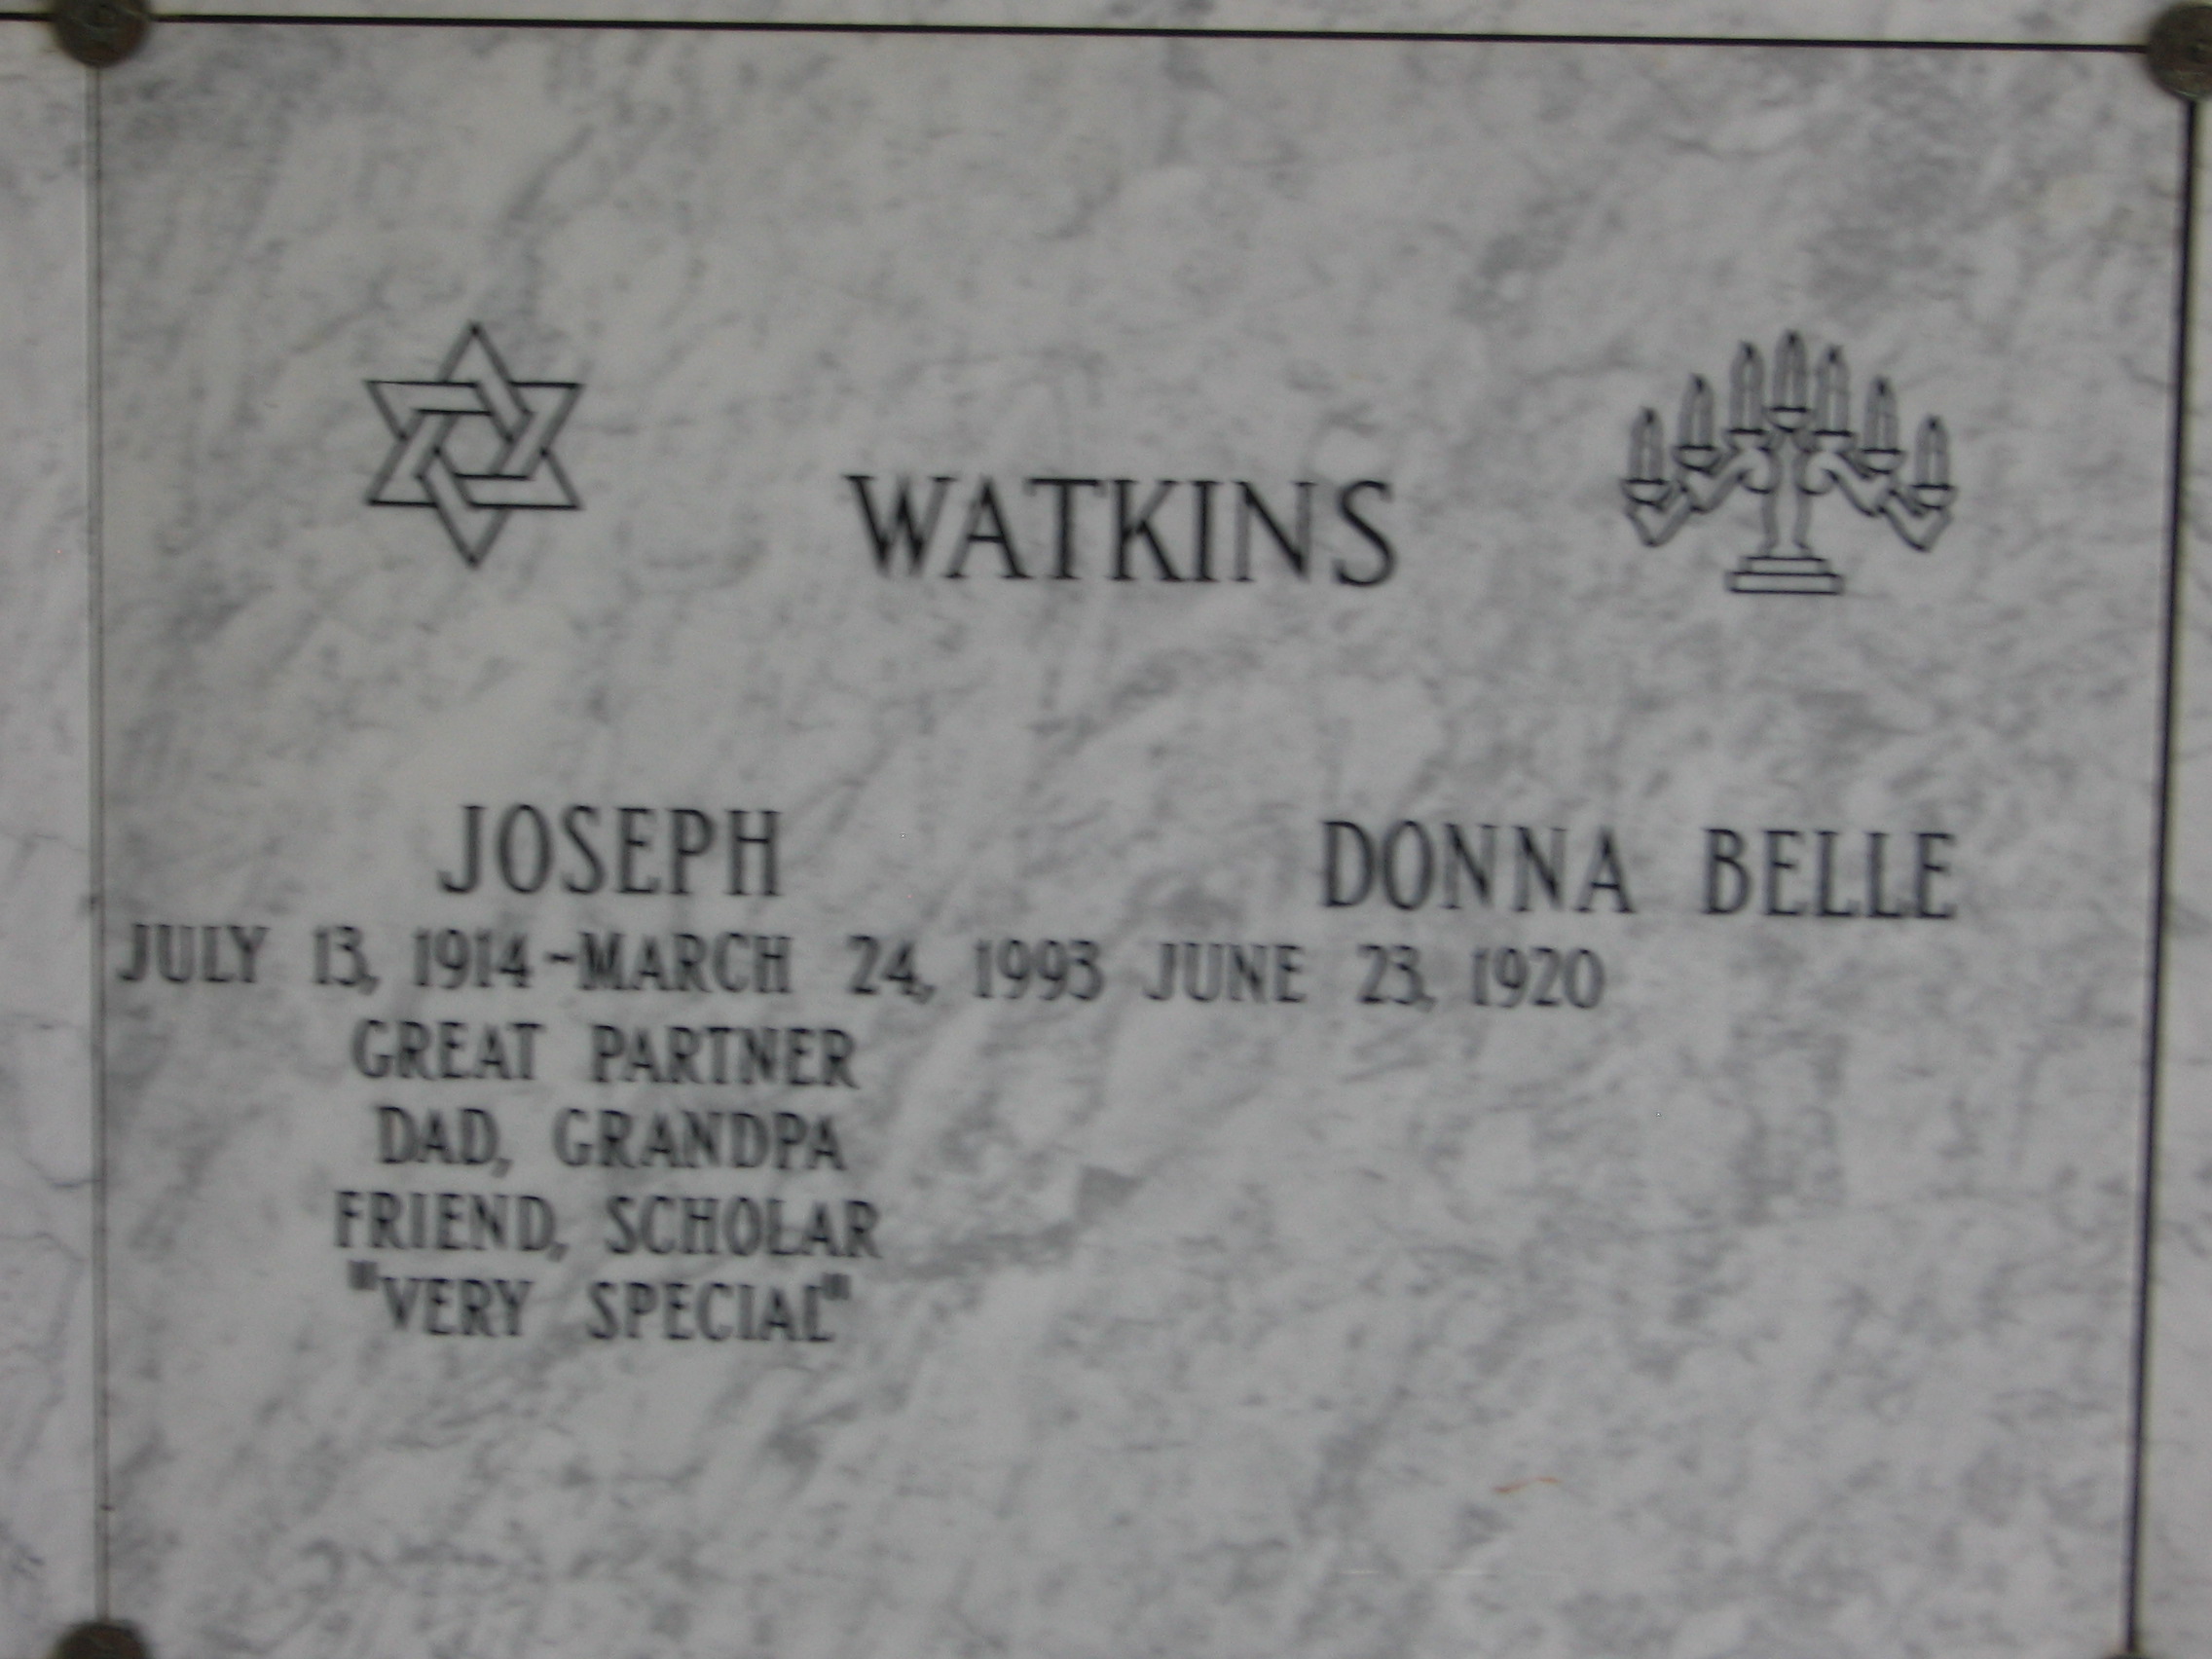 WATKINS
JOSEPH DONNA BELLE
JULY 13, 1914-MARCH 24, 1993 JUNE 23, 1920
GREAT PARTNER
DAD, GRANDPA
FRIEND, SCHOLAR
"VERY SPECIAL"